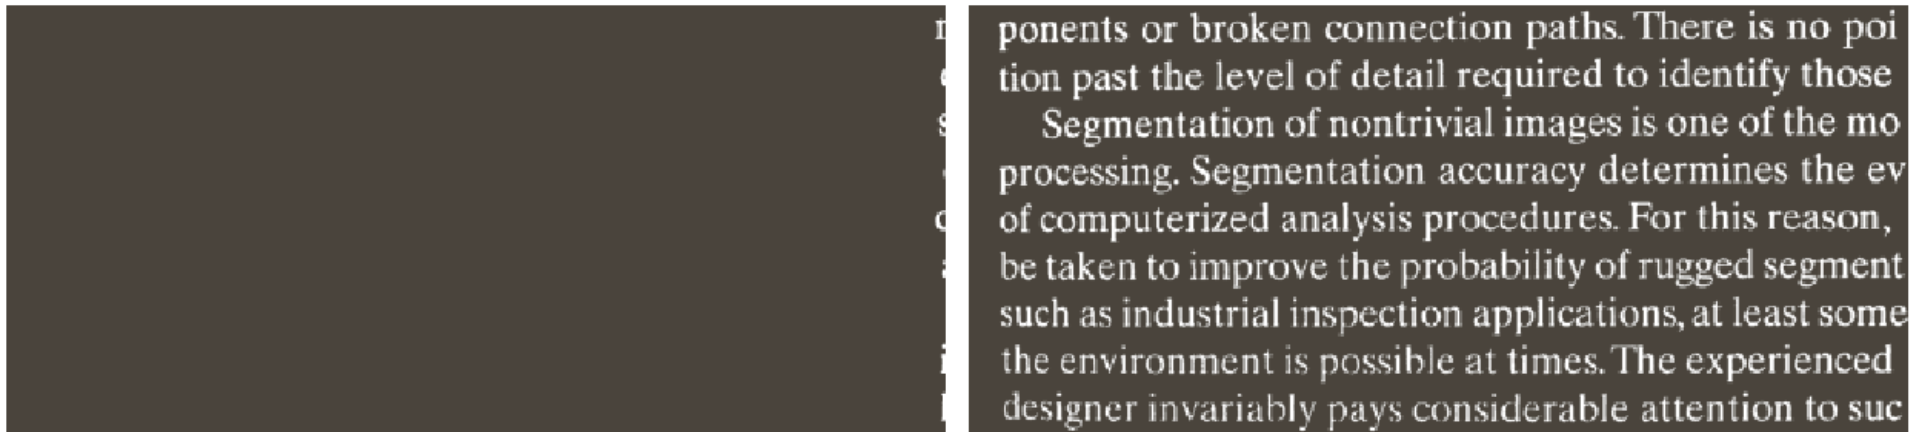 ponents or broken connection paths. There is no poi
tion past the level of detail required to identify those
Segmentation of nontrivial images is one of the mo
processing. Segmentation accuracy determines the ev
of computerized analysis procedures. For this reason,
be taken to improve the probability of rugged segment
such as industrial inspection applications, at least some
the environment is possible at times. The experienced
designer invariably pays considerable attention to suc